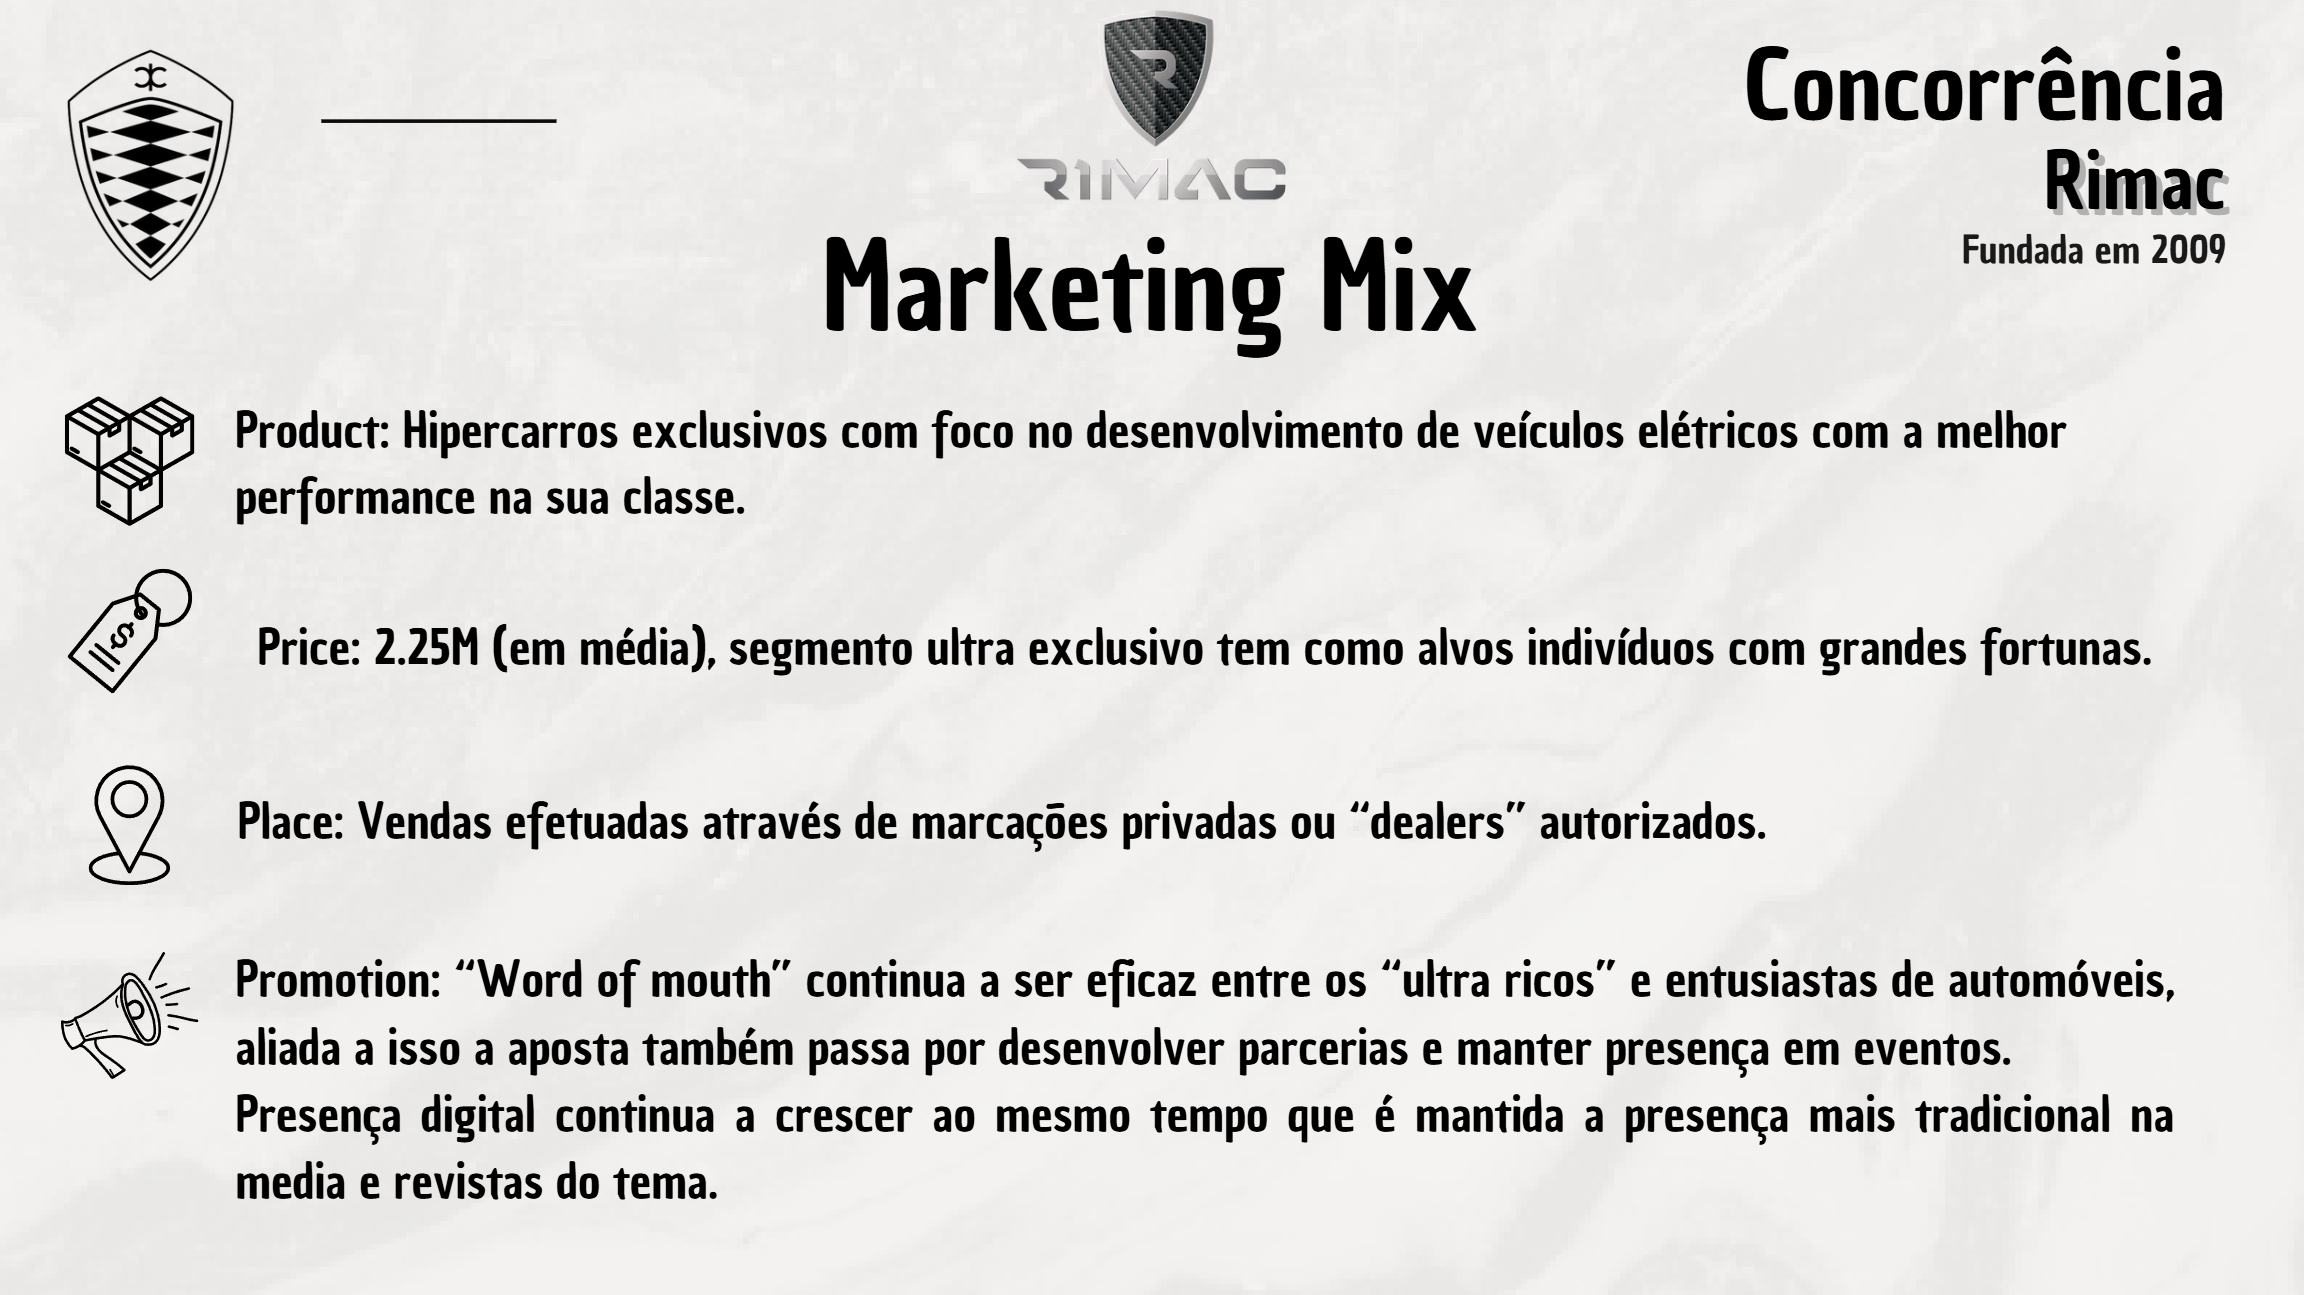 RIMAC
Concorrência
Rimac
Fundada em 2009
Marketing Mix
Product: Hipercarros exclusivos com foco no desenvolvimento de veículos elétricos com a melhor
performance na sua classe.
Price: 2.25M (em média), segmento ultra exclusivo tem como alvos indivíduos com grandes fortunas.
Place: Vendas efetuadas através de marcações privadas ou “dealers” autorizados.
Promotion: “Word of mouth” continua a ser eficaz entre os “ultra ricos” e entusiastas de automóveis,
aliada a isso a aposta também passa por desenvolver parcerias e manter presença em eventos.
Presença digital continua a crescer ao mesmo tempo que é mantida a presença mais tradicional na
media e revistas do tema.